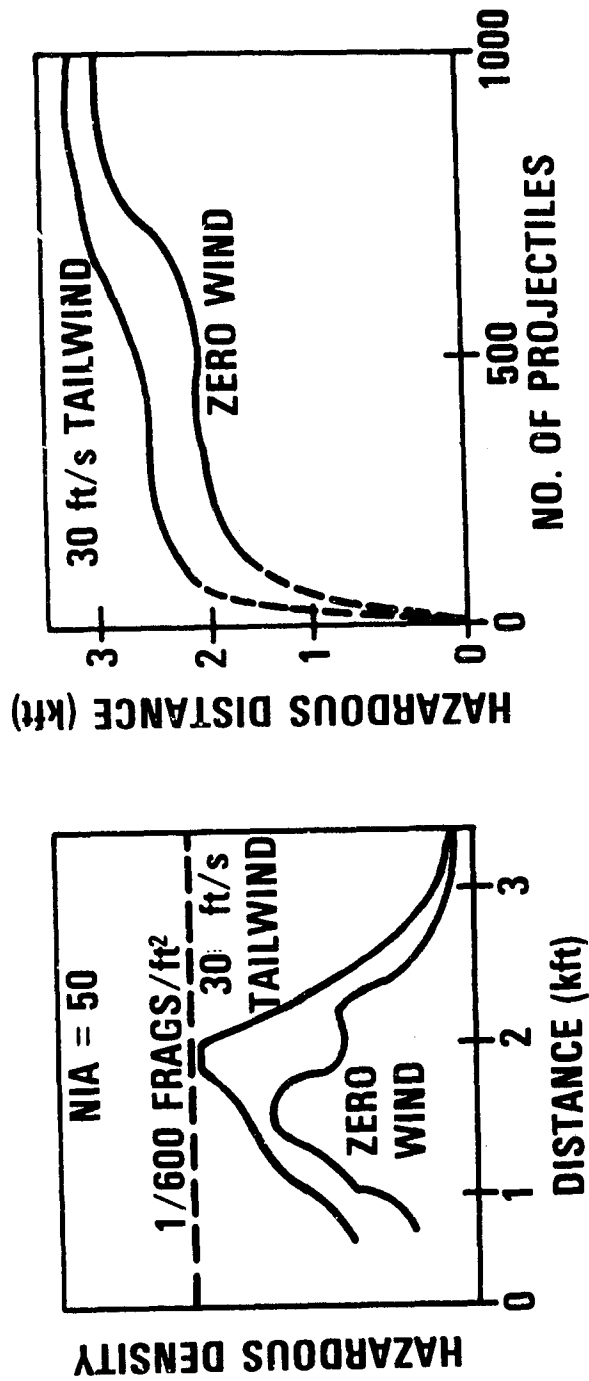 HAZARDOUS DENSITY
NIA = 50
1/600 FRAGS/ft²
30 ft/s
TAILWIND
ZERO
WIND
0
1
2
3
DISTANCE (kft)
HAZARDOUS DISTANCE (kft)
3
2
1
0
30 ft/s TAILWIND
ZERO WIND
0
500
1000
NO. OF PROJECTILES